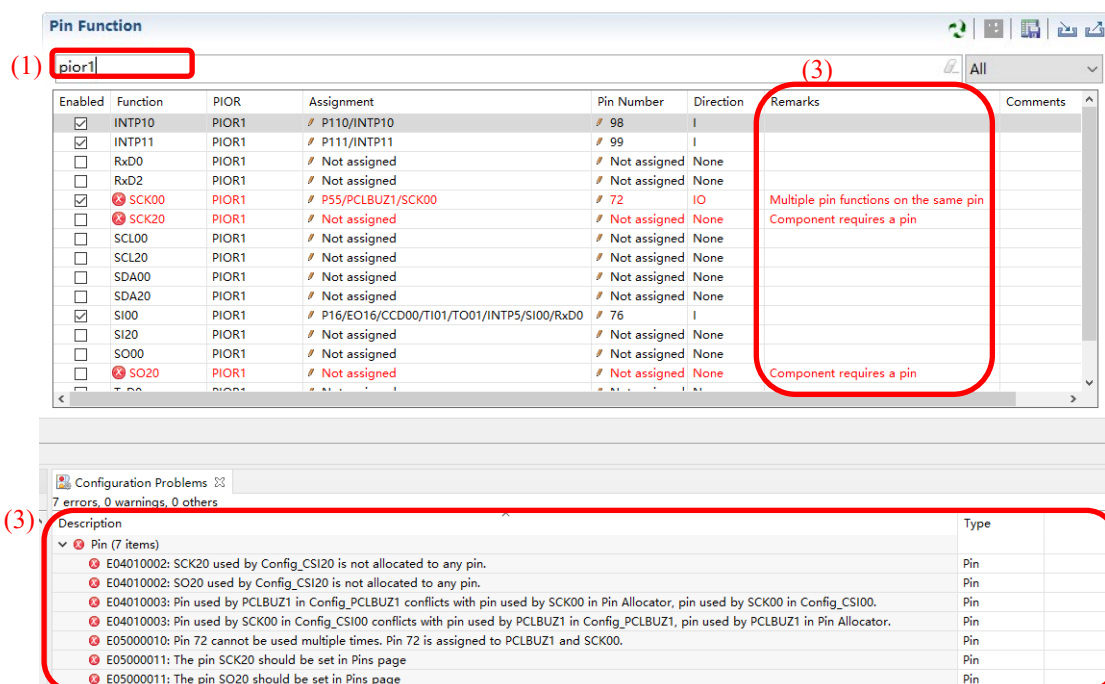 Pin Function
(1)
pior1
(3)
All
Enabled Function PIOR Assignment Pin Number Direction Remarks Comments
INTP10 PIOR1 P110/INTP10 98 I
INTP11 PIOR1 P111/INTP11 99 I
RxD0 PIOR1 Not assigned Not assigned None
RxD2 PIOR1 Not assigned Not assigned None
SCK00 PIOR1 P55/PCLBUZ1/SCK00 72 IO Multiple pin functions on the same pin
SCK20 PIOR1 Not assigned Not assigned None Component requires a pin
SCL00 PIOR1 Not assigned Not assigned None
SCL20 PIOR1 Not assigned Not assigned None
SDA00 PIOR1 Not assigned Not assigned None
SDA20 PIOR1 Not assigned Not assigned None
SI00 PIOR1 P16/EO16/CCD00/TI01/TO01/INTP5/SI00/RxD0 76 I
SI20 PIOR1 Not assigned Not assigned None
SO00 PIOR1 Not assigned Not assigned None
SO20 PIOR1 Not assigned Not assigned None Component requires a pin
Configuration Problems
7 errors, 0 warnings, 0 others
(3)
Description Type
Pin (7 items)
E04010002: SCK20 used by Config_CSI20 is not allocated to any pin. Pin
E04010002: SO20 used by Config_CSI20 is not allocated to any pin. Pin
E04010003: Pin used by PCLBUZ1 in Config_PCLBUZ1 conflicts with pin used by SCK00 in Pin Allocator, pin used by SCK00 in Config_CSI00. Pin
E04010003: Pin used by SCK00 in Config_CSI00 conflicts with pin used by PCLBUZ1 in Config_PCLBUZ1, pin used by PCLBUZ1 in Pin Allocator. Pin
E05000010: Pin 72 cannot be used multiple times. Pin 72 is assigned to PCLBUZ1 and SCK00. Pin
E05000011: The pin SCK20 should be set in Pins page Pin
E05000011: The pin SO20 should be set in Pins page Pin